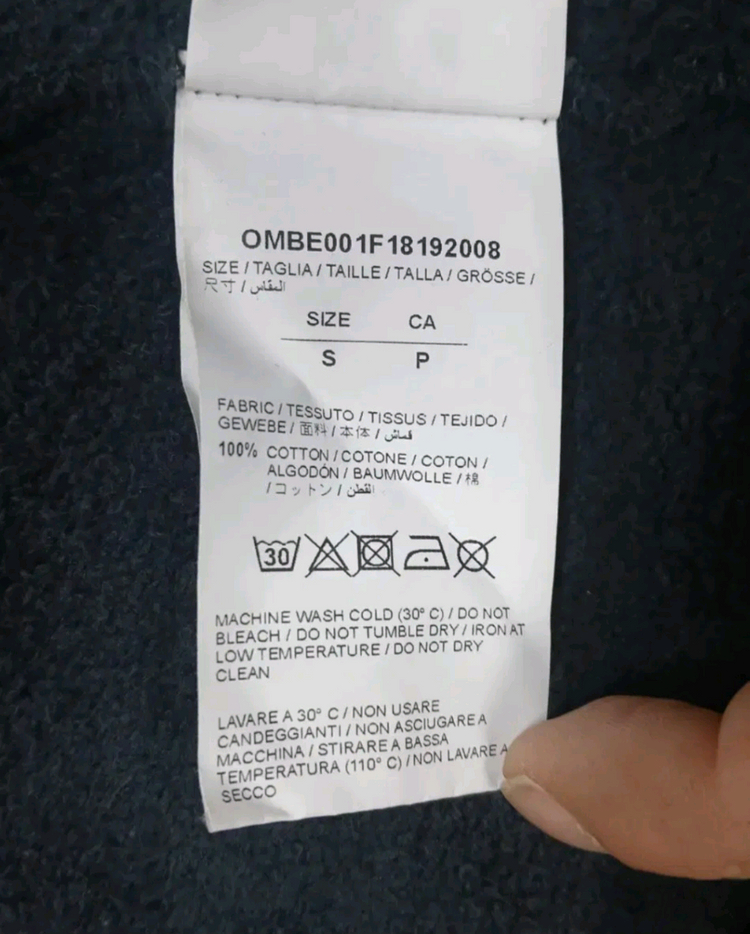 OMBE001F18192008
SIZE / TAGLIA / TAILLE / TALLA / GRÖSSE /
尺寸 / المقاس
SIZE CA
S P
FABRIC / TESSUTO / TISSUS / TEJIDO /
GEWEBE / 面料 / 本体 / قماش
100% COTTON / COTONE / COTON /
ALGODÓN / BAUMWOLLE / 棉
/ コットン / القطن
30
MACHINE WASH COLD (30° C) / DO NOT
BLEACH / DO NOT TUMBLE DRY / IRON AT
LOW TEMPERATURE / DO NOT DRY
CLEAN
LAVARE A 30° C / NON USARE
CANDEGGIANTI / NON ASCIUGARE A
MACCHINA / STIRARE A BASSA
TEMPERATURA (110° C) / NON LAVARE A
SECCO